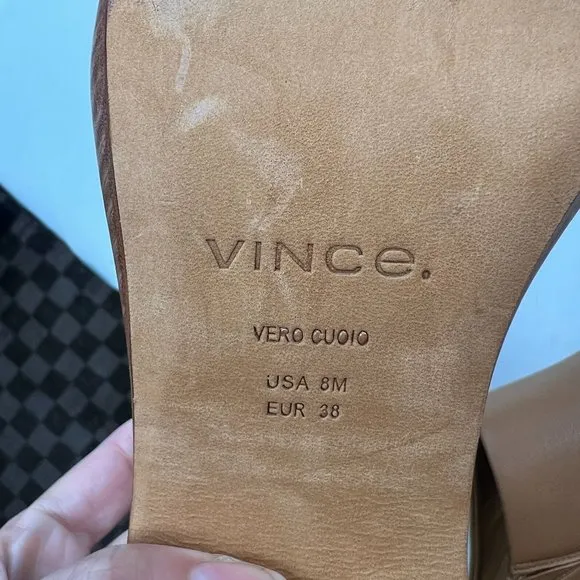 VINCE.
VERO CUOIO
USA 8M
EUR 38